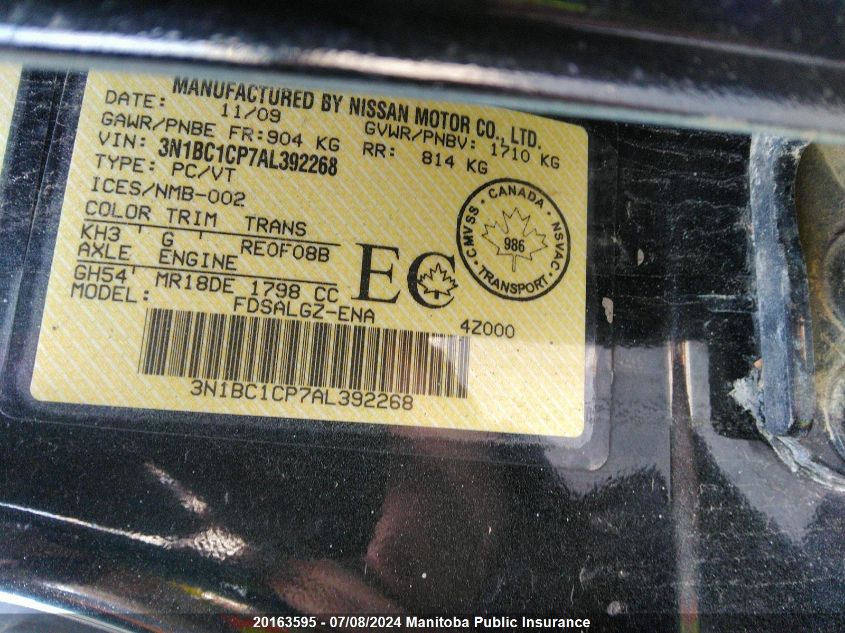 MANUFACTURED BY NISSAN MOTOR CO., LTD.
DATE: 11/09 GVWR/PNBV: 1710 KG
GAWR/PNBE FR:904 KG RR: 814 KG
VIN: 3N1BC1CP7AL392268
TYPE: PC/VT
ICES/NMB-002
COLOR TRIM TRANS
KH3 G RE0F08B
AXLE ENGINE
GH54 MR18DE 1798 CC
MODEL: FDSALGZ-ENA
EC
CMVSS • CANADA • NSVAC • TRANSPORT •
986
4Z000
3N1BC1CP7AL392268
20163595 - 07/08/2024 Manitoba Public Insurance